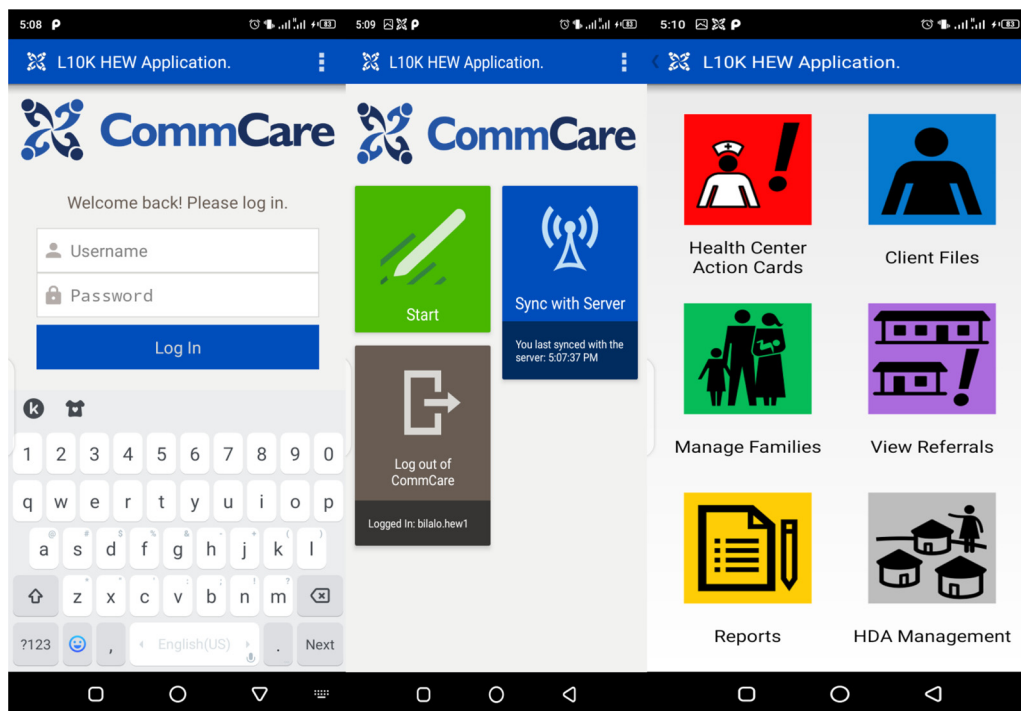 5:08
83
L10K HEW Application.
CommCare
Welcome back! Please log in.
Username
Password
Log In
1 2 3 4 5 6 7 8 9 0
q w e r t y u i o p
@ # $ % & - + ( )
a s d f g h j k l
* " ' : ; ! ?
z x c v b n m
?123 , English(US) . Next
5:09
83
L10K HEW Application.
CommCare
Start
Sync with Server
You last synced with the
server: 5:07:37 PM
Log out of
CommCare
Logged In: bilalo.hew1
5:10
83
L10K HEW Application.
Health Center
Action Cards
Client Files
Manage Families
View Referrals
Reports
HDA Management